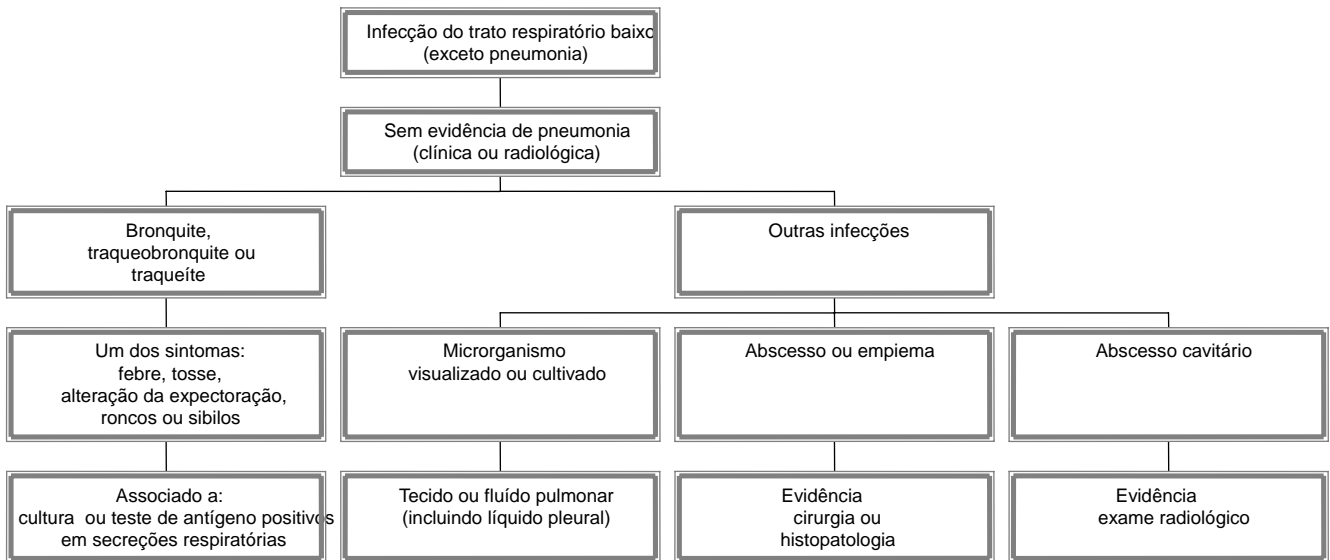 Infecção do trato respiratório baixo
(exceto pneumonia)
Sem evidência de pneumonia
(clínica ou radiológica)
Bronquite,
traqueobronquite ou
traqueíte
Outras infecções
Um dos sintomas:
febre, tosse,
alteração da expectoração,
roncos ou sibilos
Microrganismo
visualizado ou cultivado
Abscesso ou empiema
Abscesso cavitário
Associado a:
cultura ou teste de antígeno positivos
em secreções respiratórias
Tecido ou fluído pulmonar
(incluindo líquido pleural)
Evidência
cirurgia ou
histopatologia
Evidência
exame radiológico